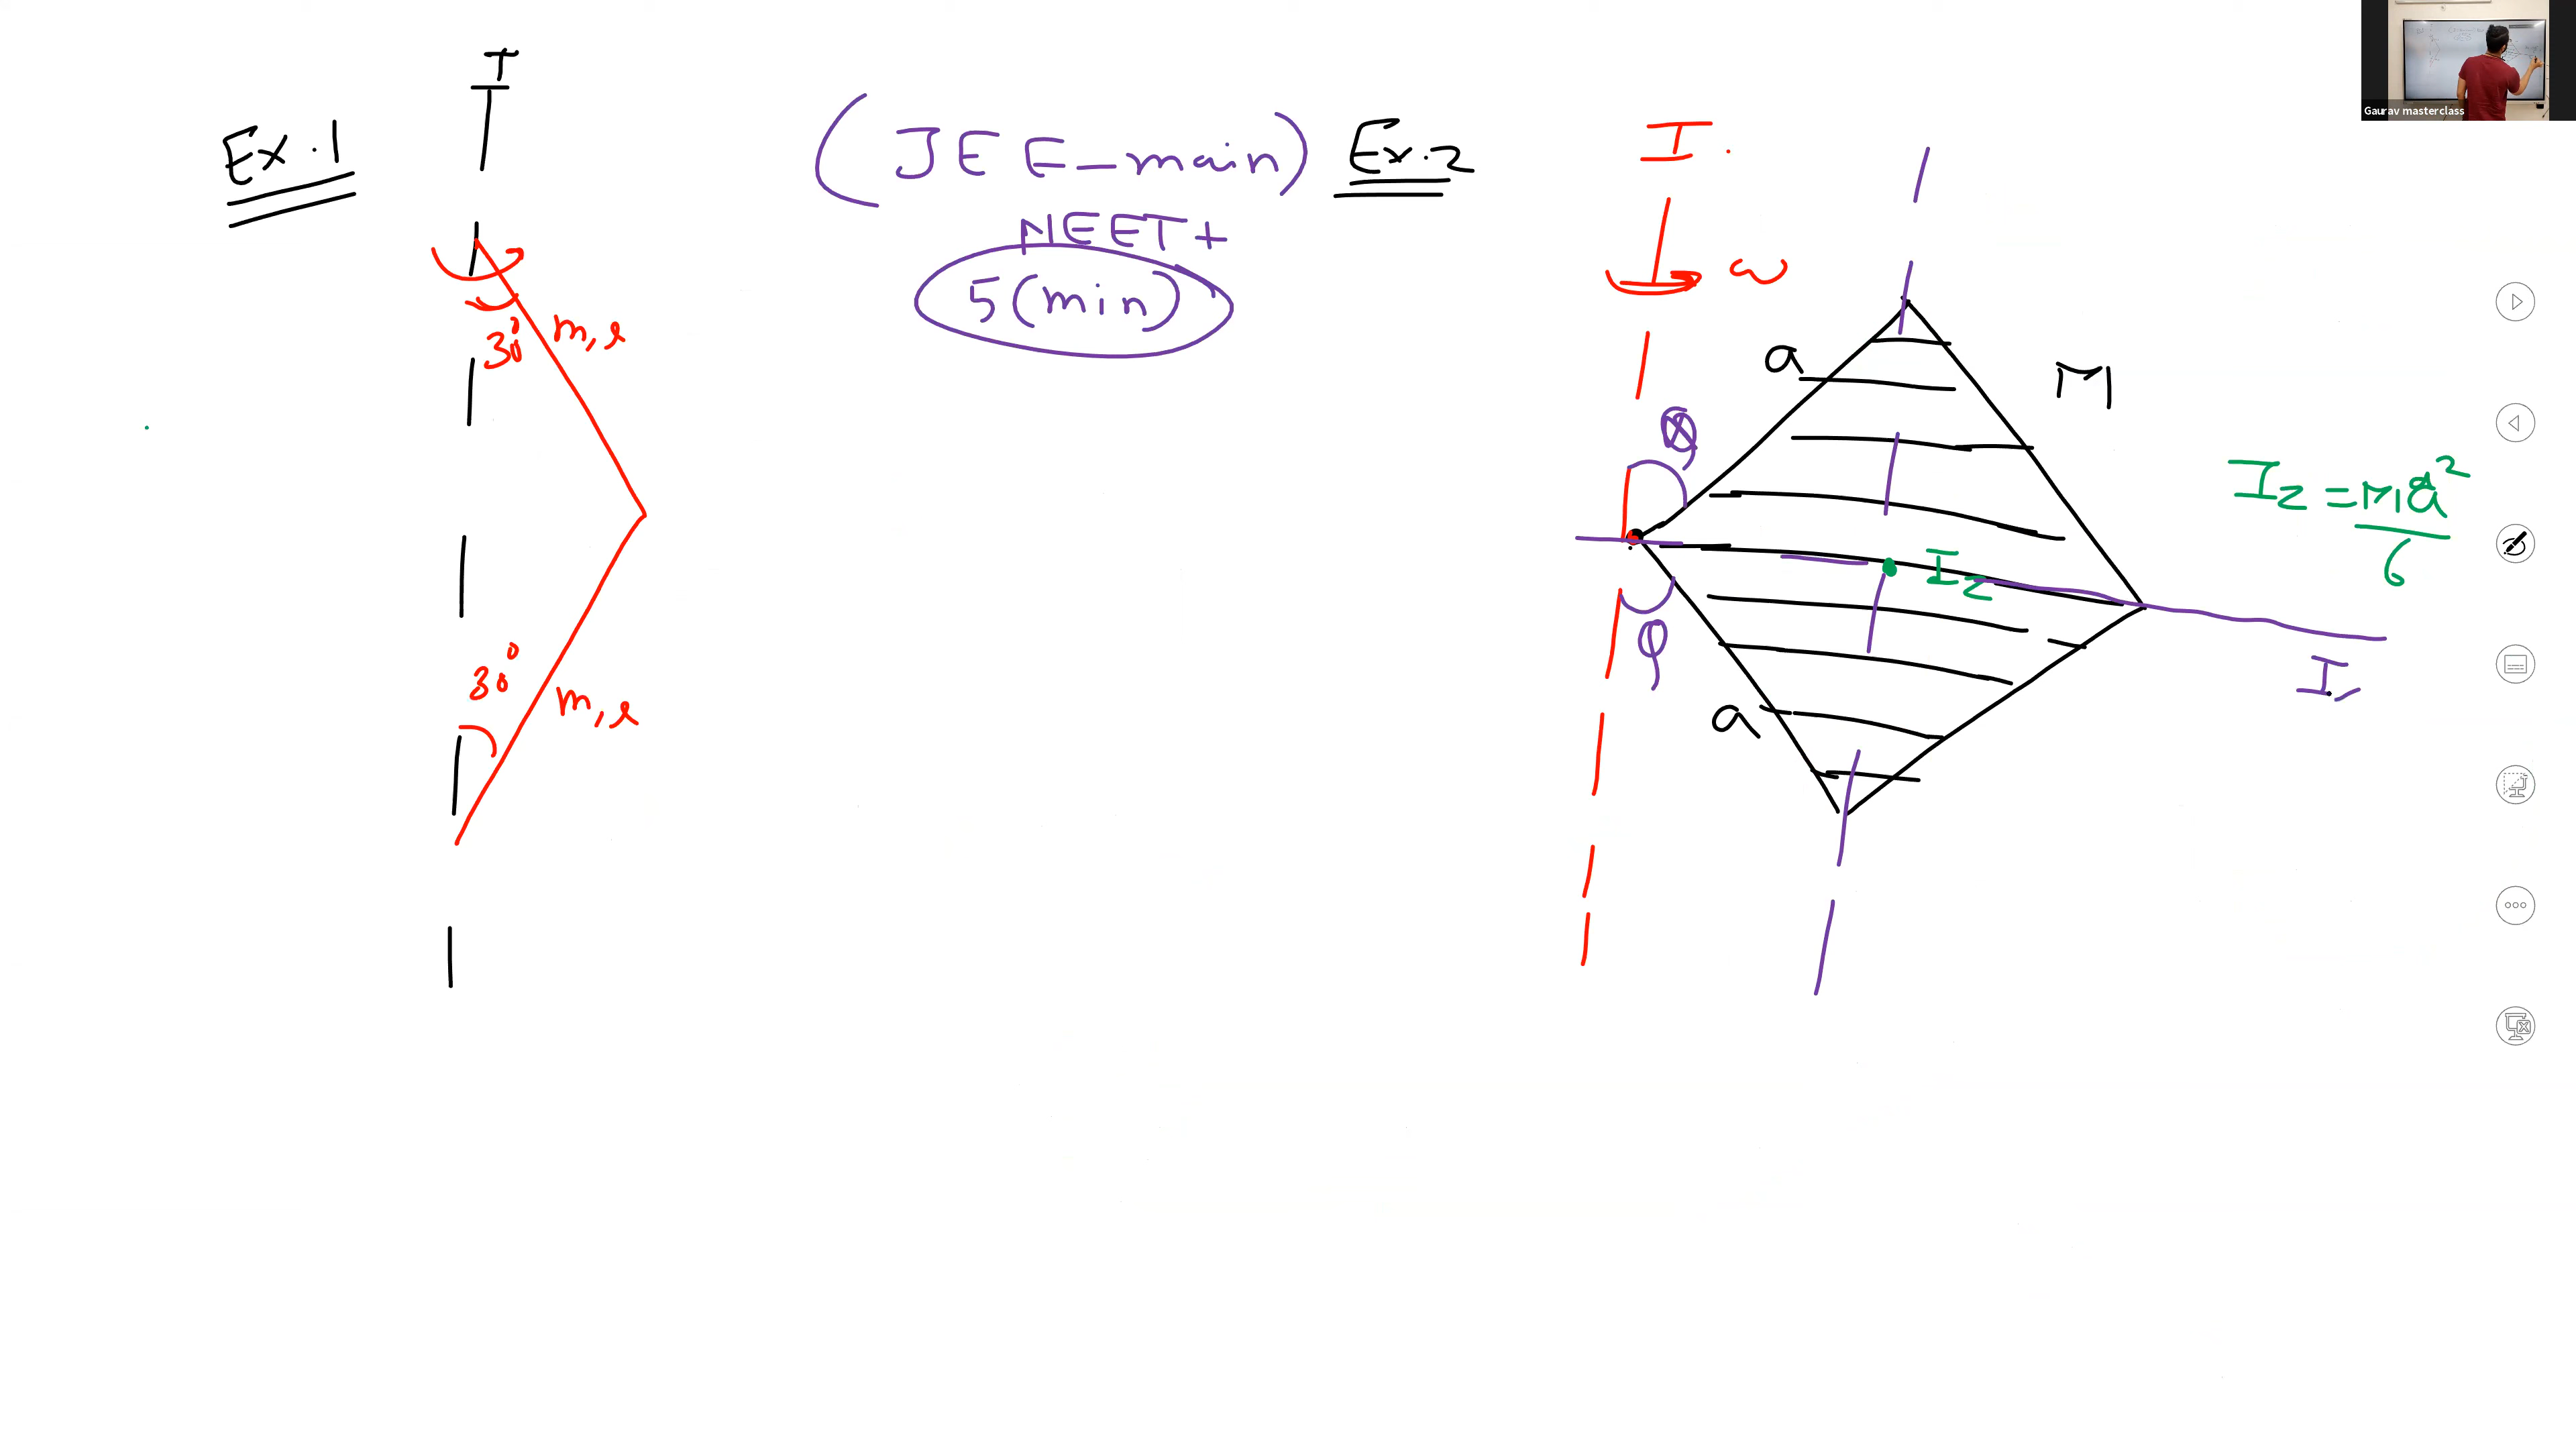 Ex.1
I
30°
m, l
30°
m, l
(JEE-main)
NEET+
5(min)
Ex.2
I.
ω
a
M
φ
a
Iz
Iz = Ma²
6
I
Gaurav masterclass